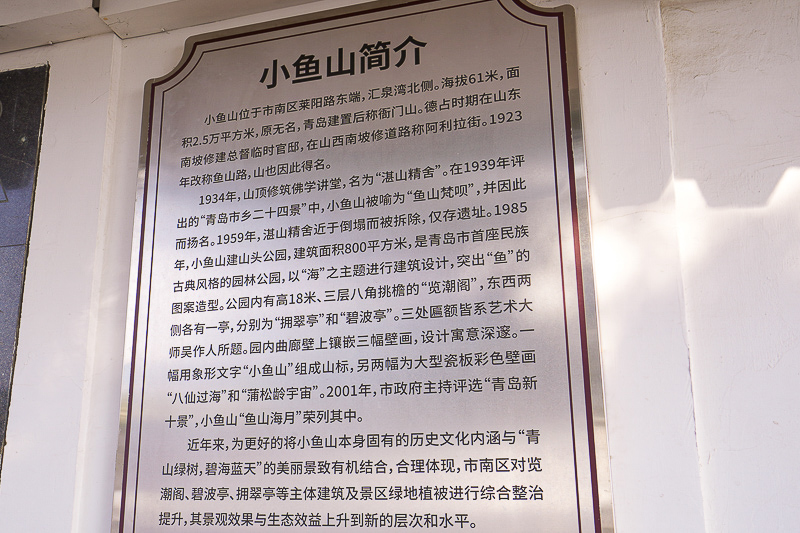 小鱼山简介
小鱼山位于市南区莱阳路东端，汇泉湾北侧。海拔61米，面
积2.5万平方米，原无名，青岛建置后称衙门山。德占时期在山东
南坡修建总督临时官邸，在山西南坡修道路称阿利拉街。1923
年改称鱼山路，山也因此得名。
1934年，山顶修筑佛学讲堂，名为“湛山精舍”。在1939年评
出的“青岛市乡二十四景”中，小鱼山被喻为“鱼山梵呗”，并因此
而扬名。1959年，湛山精舍近于倒塌而被拆除，仅存遗址。1985
年，小鱼山建山头公园，建筑面积800平方米，是青岛市首座民族
古典风格的园林公园，以“海”之主题进行建筑设计，突出“鱼”的
图案造型。公园内有高18米、三层八角挑檐的“览潮阁”，东西两
侧各有一亭，分别为“拥翠亭”和“碧波亭”。三处匾额皆系艺术大
师吴作人所题。园内曲廊壁上镶嵌三幅壁画，设计寓意深邃。一
幅用象形文字“小鱼山”组成山标，另两幅为大型瓷板彩色壁画
“八仙过海”和“蒲松龄宇宙”。2001年，市政府主持评选“青岛新
十景”，小鱼山“鱼山海月”荣列其中。
近年来，为更好的将小鱼山本身固有的历史文化内涵与“青
山绿树，碧海蓝天”的美丽景致有机结合，合理体现，市南区对览
潮阁、碧波亭、拥翠亭等主体建筑及景区绿地植被进行综合整治
提升，其景观效果与生态效益上升到新的层次和水平。